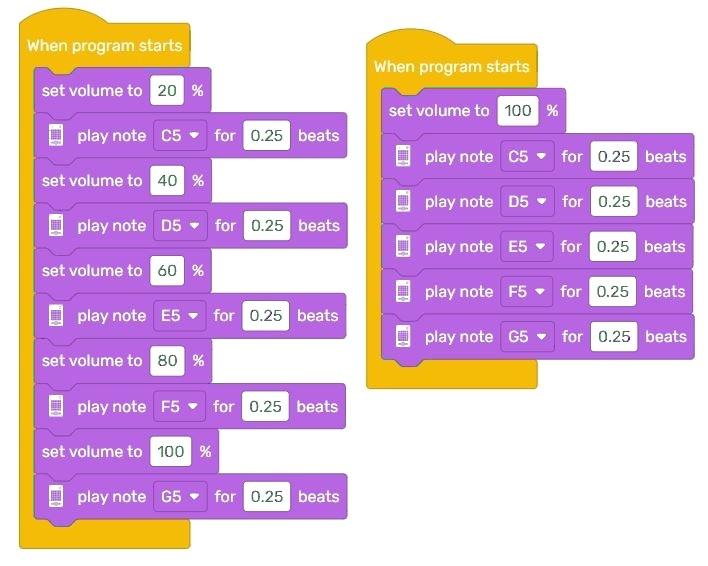 When program starts
set volume to 20 %
play note C5 for 0.25 beats
set volume to 40 %
play note D5 for 0.25 beats
set volume to 60 %
play note E5 for 0.25 beats
set volume to 80 %
play note F5 for 0.25 beats
set volume to 100 %
play note G5 for 0.25 beats
When program starts
set volume to 100 %
play note C5 for 0.25 beats
play note D5 for 0.25 beats
play note E5 for 0.25 beats
play note F5 for 0.25 beats
play note G5 for 0.25 beats